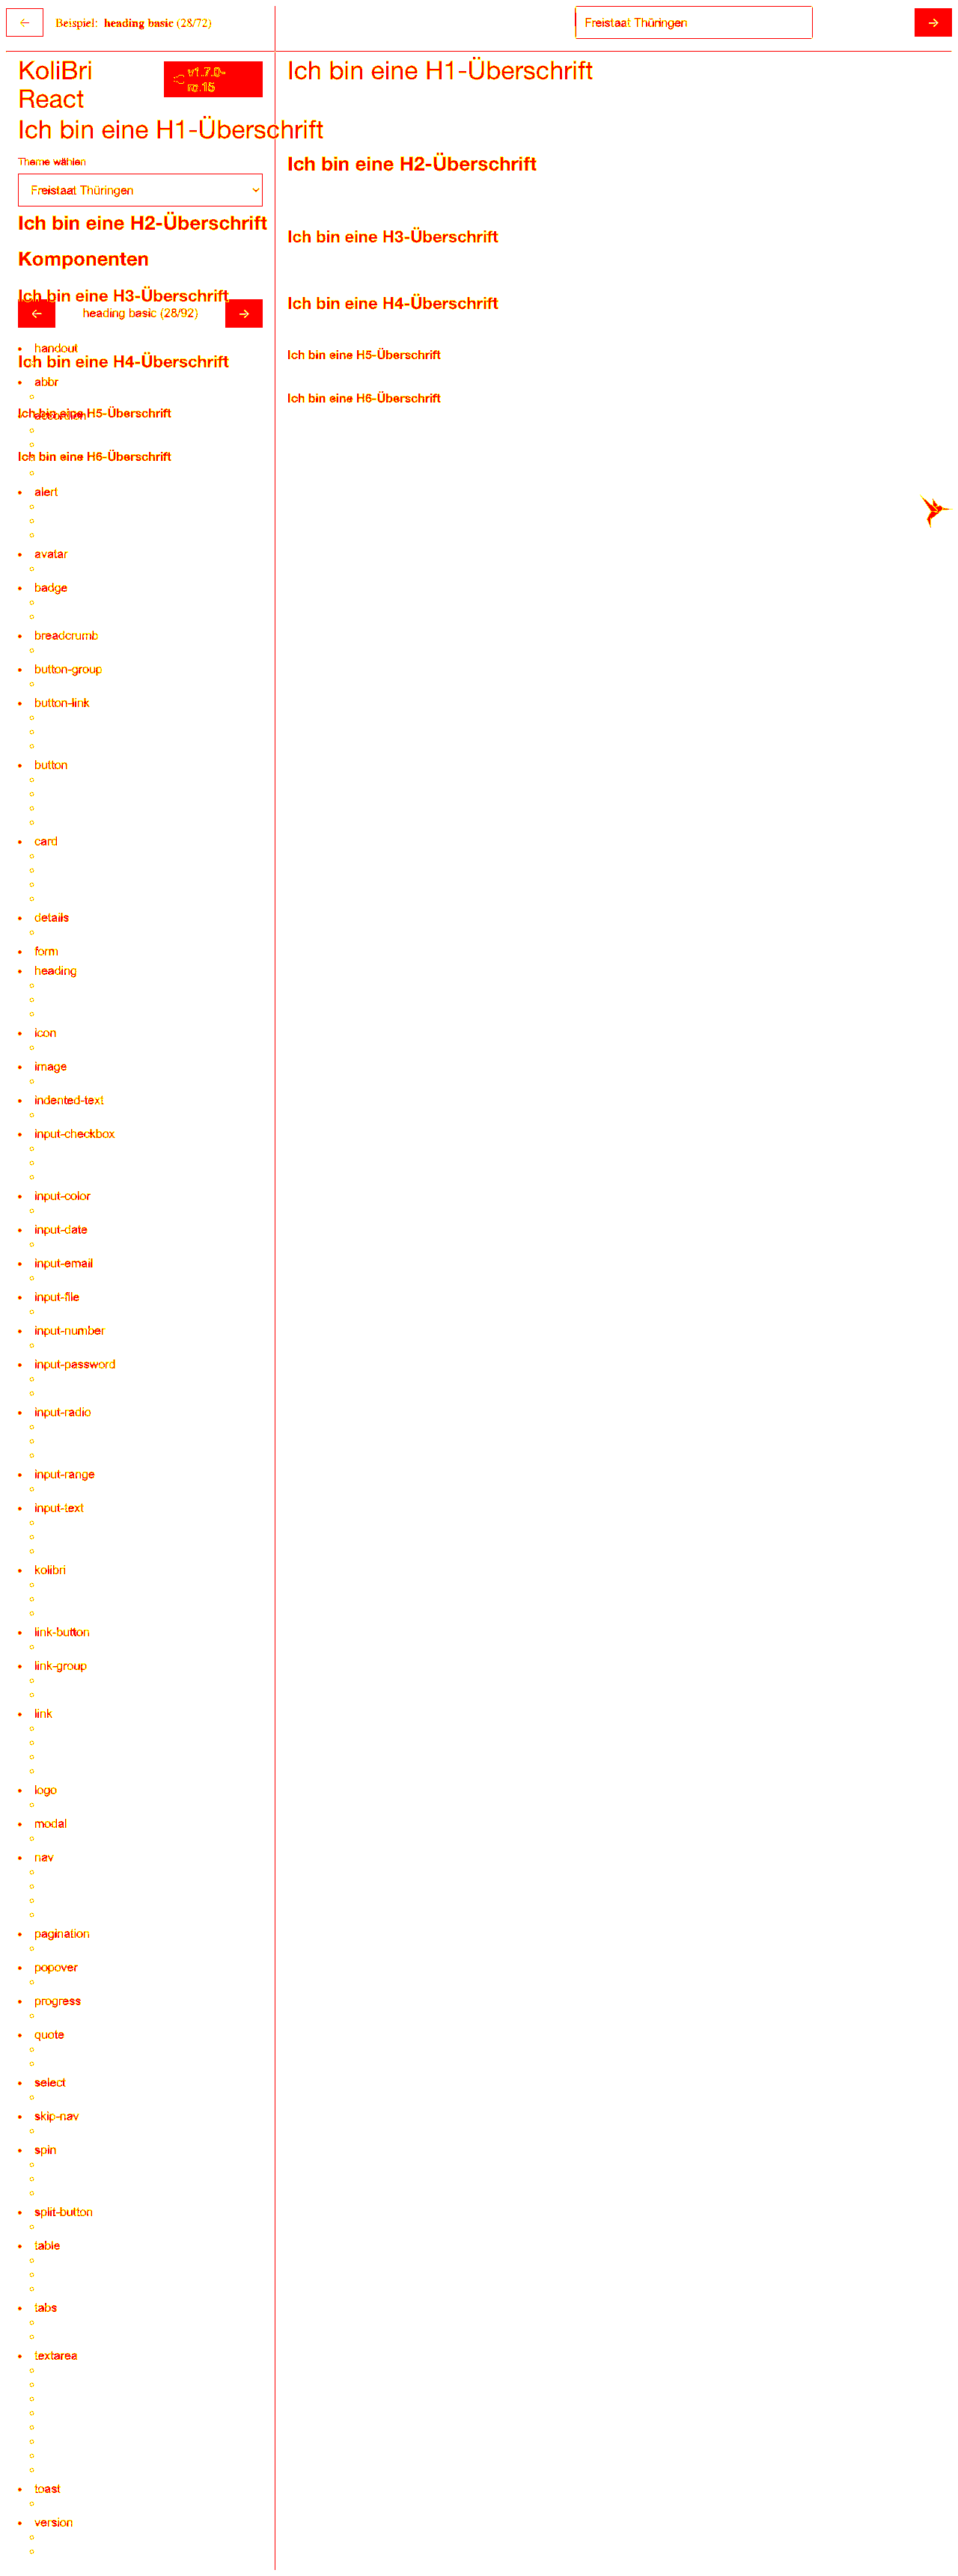 ← Beispiel: heading basic (28/72)
Freistaat Thüringen →
KoliBri
React
v1.7.0-
rc.15
Ich bin eine H1-Überschrift
Theme wählen
Freistaat Thüringen
Ich bin eine H2-Überschrift
Komponenten
Ich bin eine H3-Überschrift
← heading basic (28/92) →
handout
Ich bin eine H4-Überschrift
abbr
Ich bin eine H5-Überschrift
accordion
Ich bin eine H6-Überschrift
alert
avatar
badge
breadcrumb
button-group
button-link
button
card
details
form
heading
icon
image
indented-text
input-checkbox
input-color
input-date
input-email
input-file
input-number
input-password
input-radio
input-range
input-text
kolibri
link-button
link-group
link
logo
modal
nav
pagination
popover
progress
quote
select
skip-nav
spin
split-button
table
tabs
textarea
toast
version
Ich bin eine H1-Überschrift
Ich bin eine H2-Überschrift
Ich bin eine H3-Überschrift
Ich bin eine H4-Überschrift
Ich bin eine H5-Überschrift
Ich bin eine H6-Überschrift